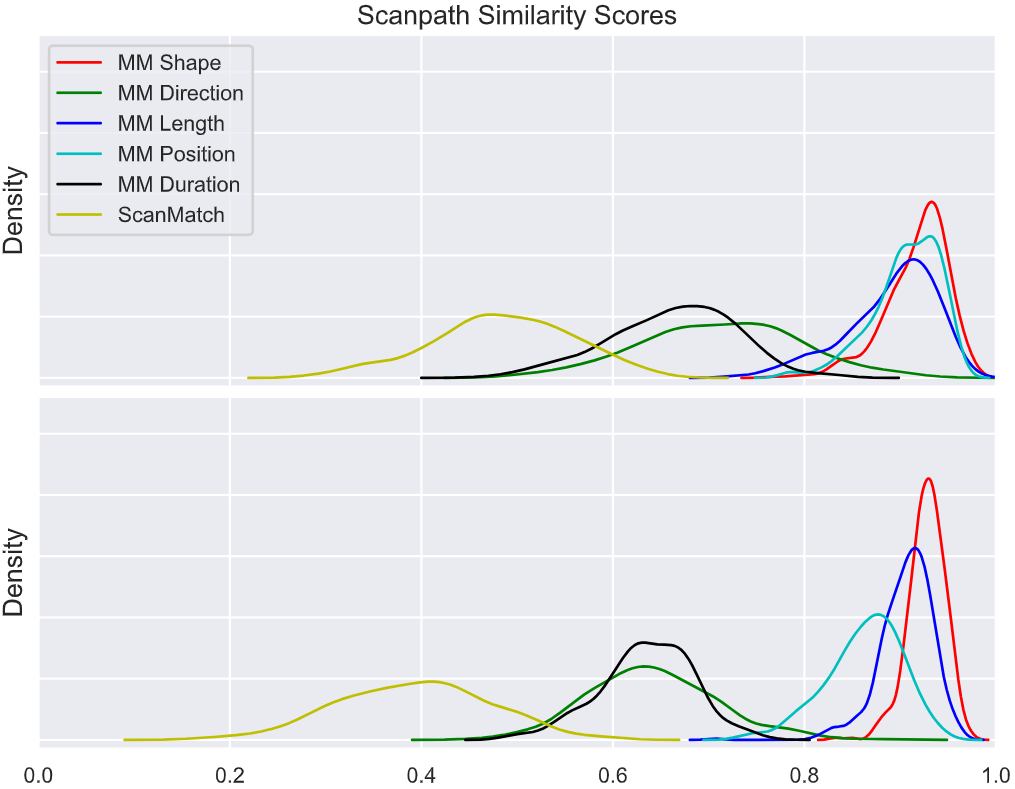 Scanpath Similarity Scores
MM Shape
MM Direction
MM Length
MM Position
MM Duration
ScanMatch
Density
Density
0.0 0.2 0.4 0.6 0.8 1.0